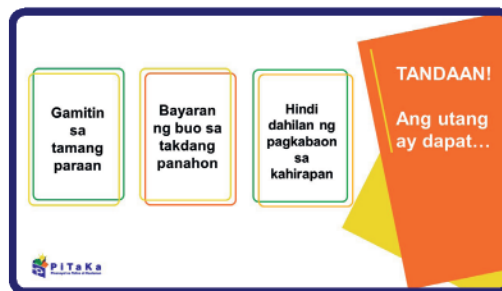 Gamitin
sa
tamang
paraan
Bayaran
ng buo sa
takdang
panahon
Hindi
dahilan ng
pagkabaon
sa
kahirapan
TANDAAN!
Ang utang
ay dapat...
PITaKa